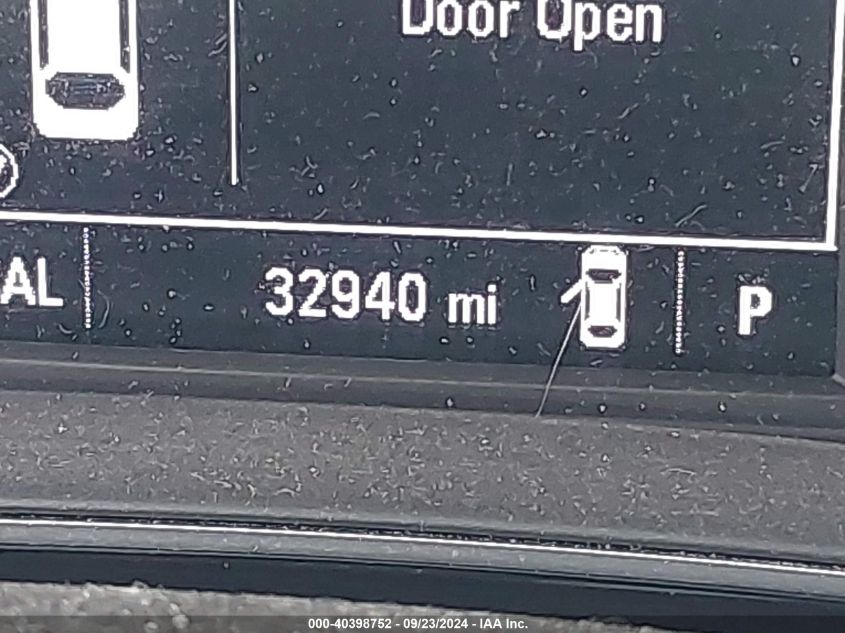 Door Open
AL 32940 mi P
000-40398752 - 09/23/2024 - IAA Inc.